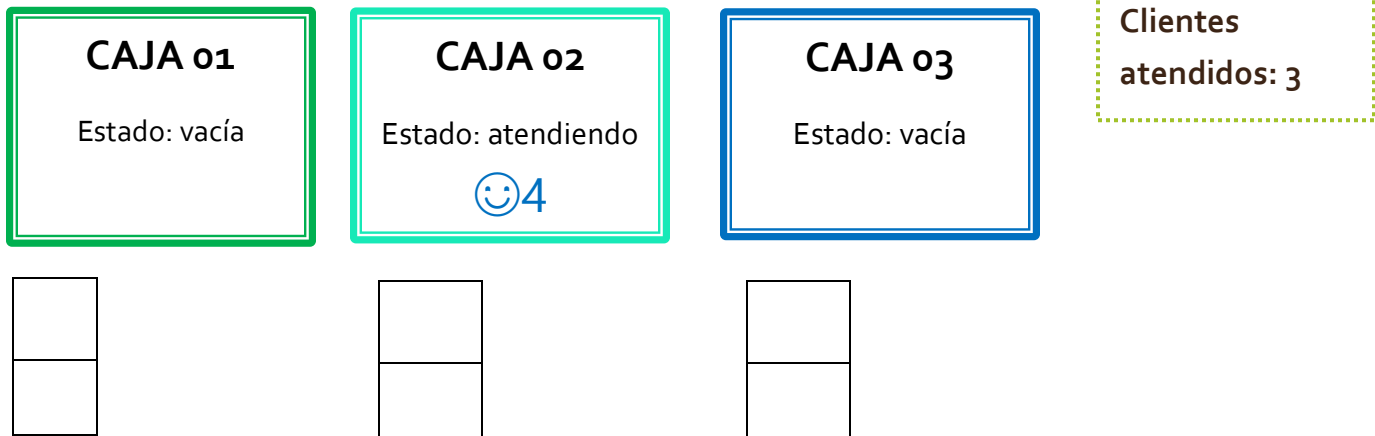 CAJA 01
Estado: vacía
CAJA 02
Estado: atendiendo
☺4
CAJA 03
Estado: vacía
Clientes
atendidos: 3